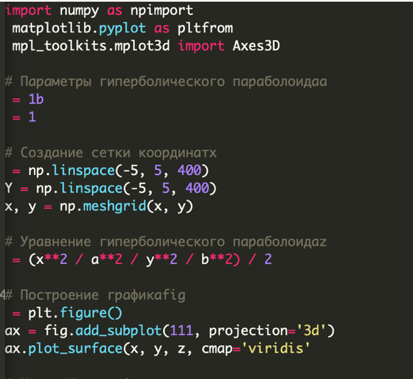 import numpy as npimport
matplotlib.pyplot as pltfrom
mpl_toolkits.mplot3d import Axes3D
# Параметры гиперболического параболоидаa
= 1b
= 1
# Создание сетки координатx
= np.linspace(-5, 5, 400)
Y = np.linspace(-5, 5, 400)
x, y = np.meshgrid(x, y)
# Уравнение гиперболического параболоидаz
= (x**2 / a**2 / y**2 / b**2) / 2
# Построение графикаfig
= plt.figure()
ax = fig.add_subplot(111, projection='3d')
ax.plot_surface(x, y, z, cmap='viridis'